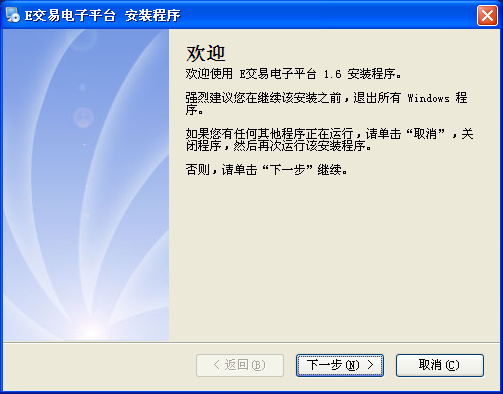 E交易电子平台 安装程序
欢迎
欢迎使用 E交易电子平台 1.6 安装程序。
强烈建议您在继续该安装之前，退出所有 Windows 程
序。
如果您有任何其他程序正在运行，请单击“取消”，关
闭程序，然后再次运行该安装程序。
否则，请单击“下一步”继续。
< 返回(B)
下一步(N) >
取消(C)